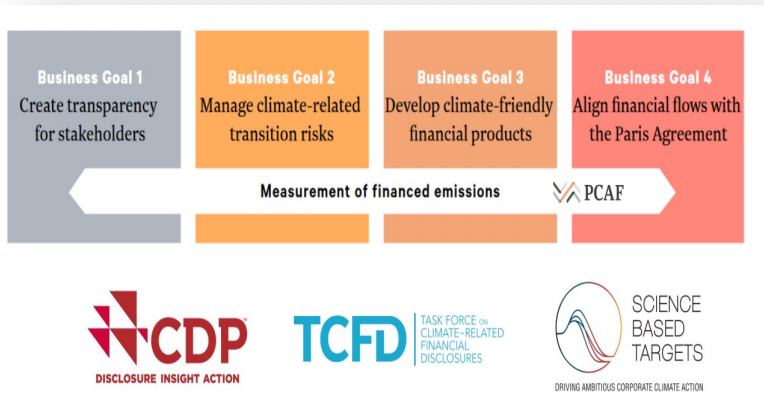 Business Goal 1
Create transparency
for stakeholders
Business Goal 2
Manage climate-related
transition risks
Business Goal 3
Develop climate-friendly
financial products
Business Goal 4
Align financial flows with
the Paris Agreement
Measurement of financed emissions
PCAF
CDP
DISCLOSURE INSIGHT ACTION
TCFD
TASK FORCE ON
CLIMATE-RELATED
FINANCIAL
DISCLOSURES
SCIENCE
BASED
TARGETS
DRIVING AMBITIOUS CORPORATE CLIMATE ACTION